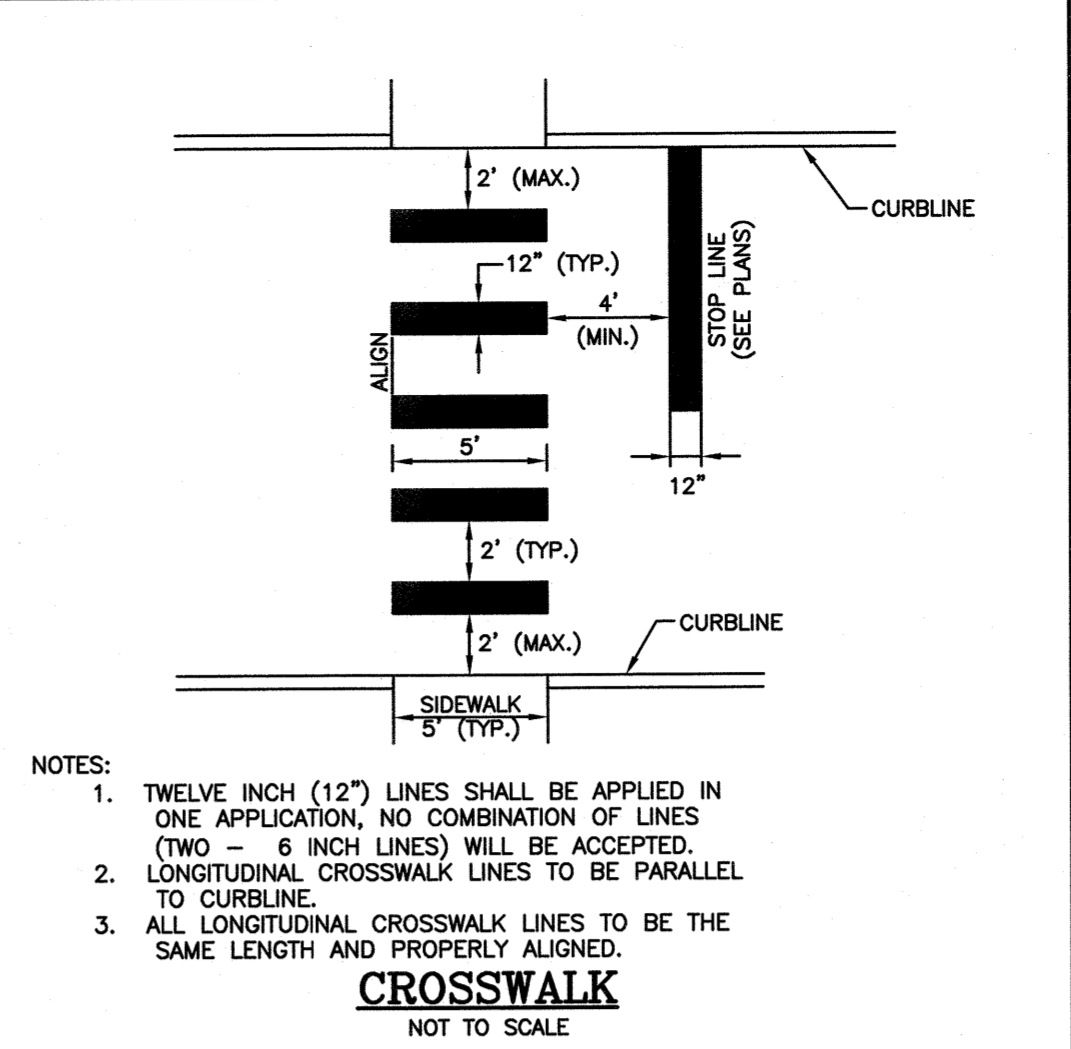 2' (MAX.)
CURBLINE
12" (TYP.)
4'
(MIN.)
STOP LINE
(SEE PLANS)
ALIGN
5'
12"
2' (TYP.)
CURBLINE
2' (MAX.)
SIDEWALK
5' (TYP.)
NOTES:
1. TWELVE INCH (12") LINES SHALL BE APPLIED IN
ONE APPLICATION, NO COMBINATION OF LINES
(TWO – 6 INCH LINES) WILL BE ACCEPTED.
2. LONGITUDINAL CROSSWALK LINES TO BE PARALLEL
TO CURBLINE.
3. ALL LONGITUDINAL CROSSWALK LINES TO BE THE
SAME LENGTH AND PROPERLY ALIGNED.
CROSSWALK
NOT TO SCALE